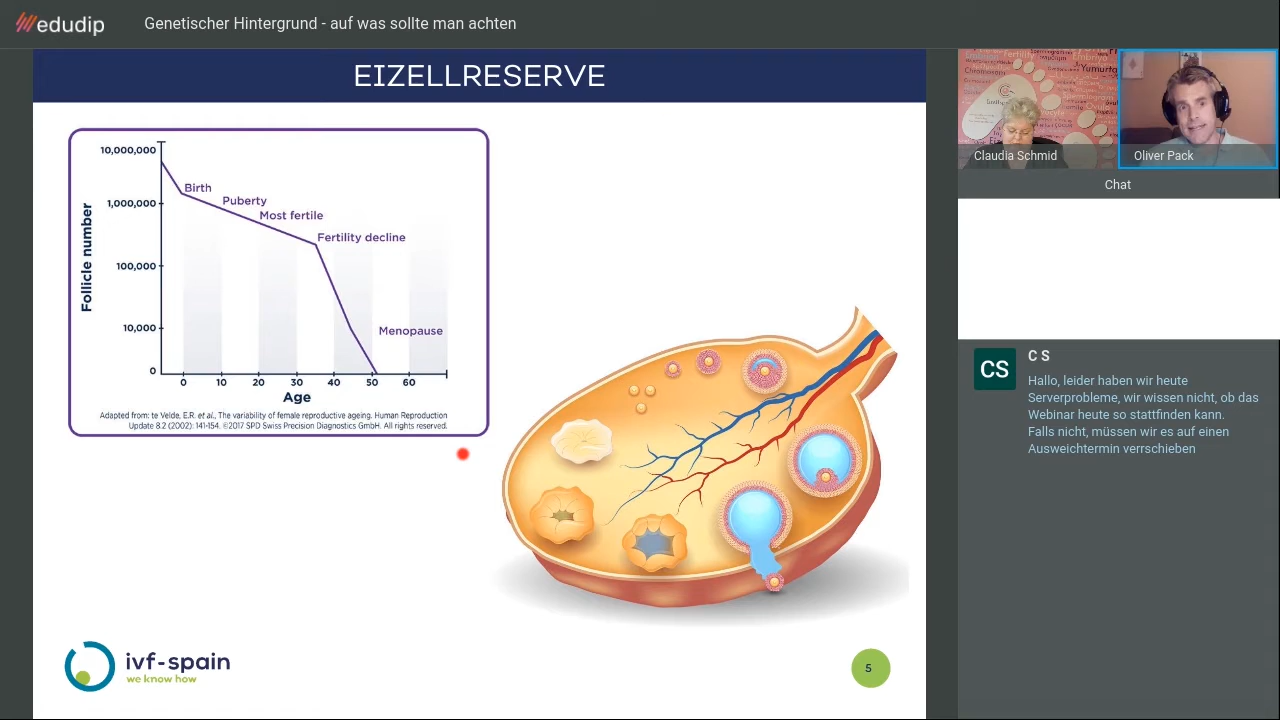 edudip
Genetischer Hintergrund - auf was sollte man achten
EIZELLRESERVE
10,000,000
1,000,000
100,000
10,000
0
Follicle number
Birth
Puberty
Most fertile
Fertility decline
Menopause
0 10 20 30 40 50 60
Age
Adapted from: te Velde, E.R. et al., The variability of female reproductive ageing. Human Reproduction
Update 8.2 (2002): 141-154. ©2017 SPD Swiss Precision Diagnostics GmbH. All rights reserved.
ivf-spain
we know how
5
Fertility
Embryo
Yumurta
Claudia Schmid
Oliver Pack
Chat
CS
C S
Hallo, leider haben wir heute
Serverprobleme, wir wissen nicht, ob das
Webinar heute so stattfinden kann.
Falls nicht, müssen wir es auf einen
Ausweichtermin verrschieben